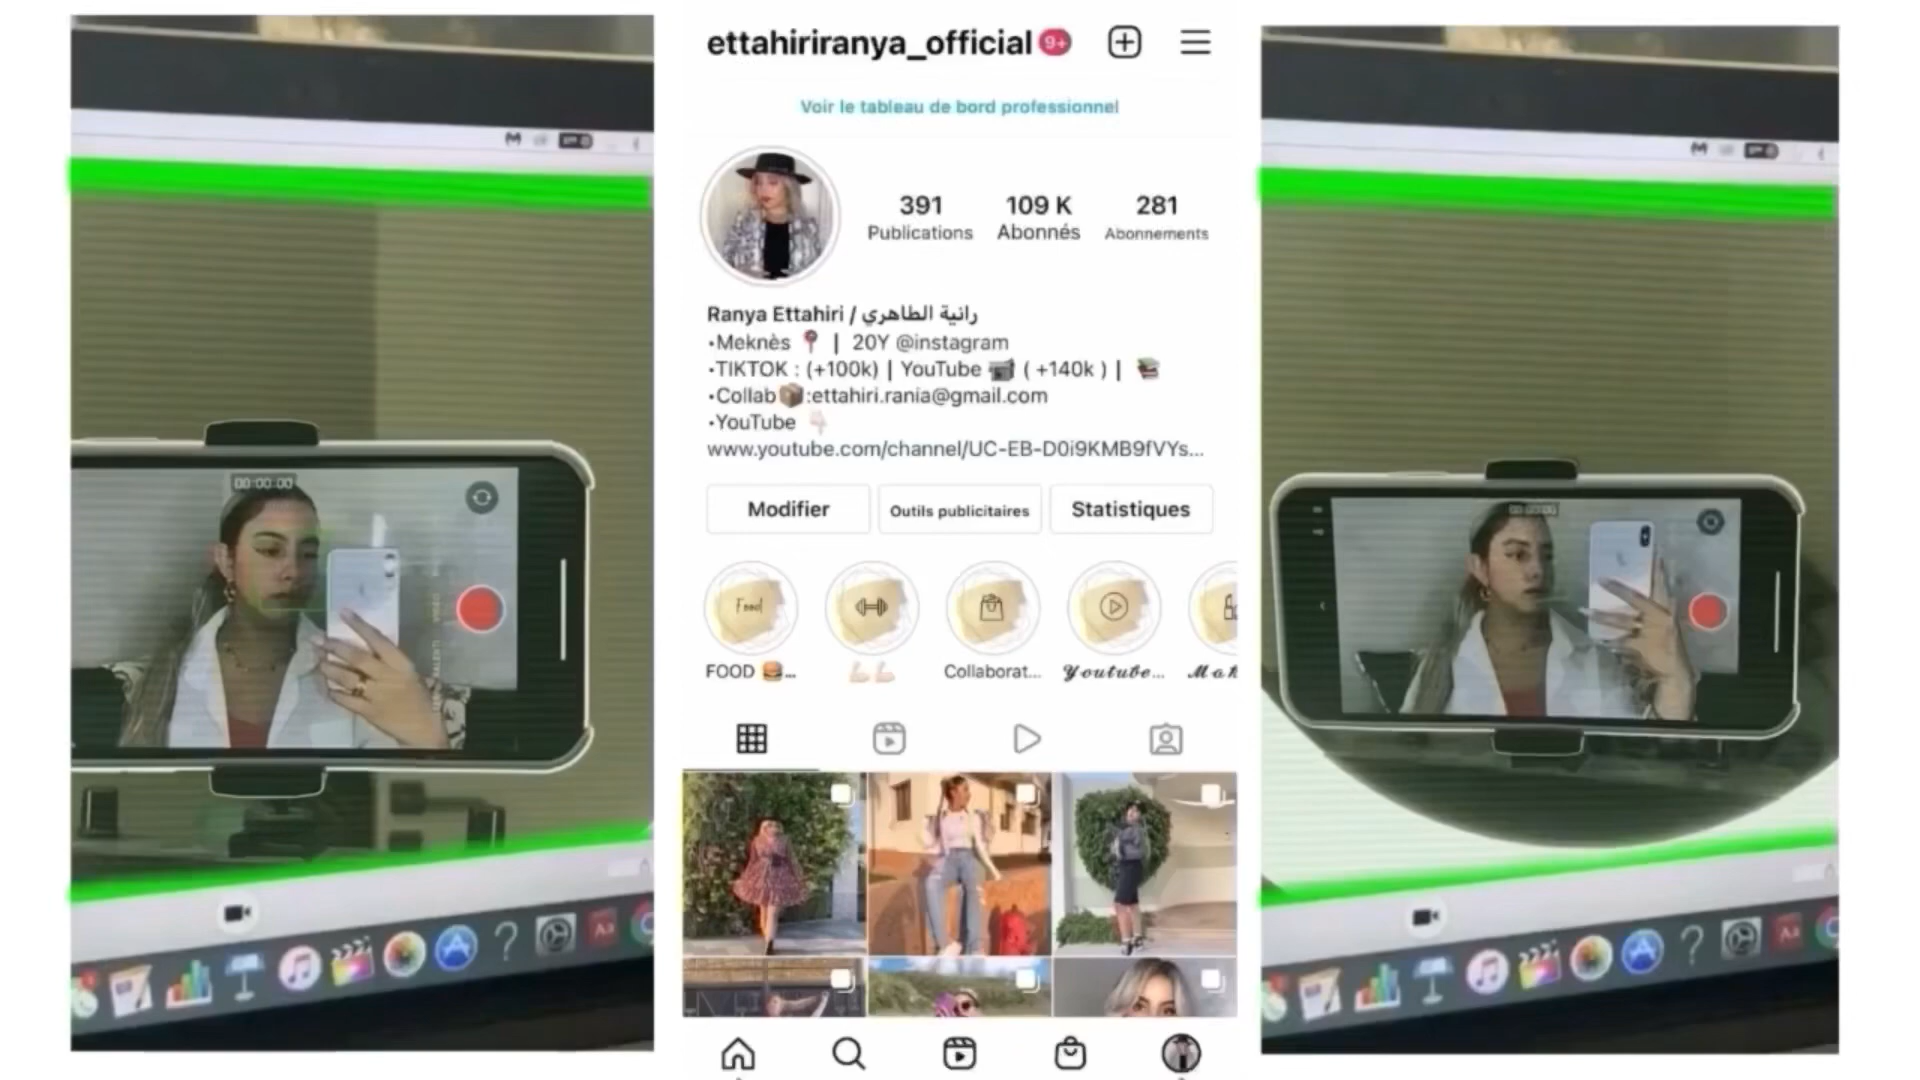 ettahiriranya_official 9+
Voir le tableau de bord professionnel
391 109 K 281
Publications Abonnés Abonnements
Ranya Ettahiri / رانية الطاهري
•Meknès | 20Y @instagram
•TIKTOK : (+100k) | YouTube ( +140k ) |
•Collab :ettahiri.rania@gmail.com
•YouTube
www.youtube.com/channel/UC-EB-D0i9KMB9fVYs...
Modifier Outils publicitaires Statistiques
Food
FOOD ... Collaborat... Youtube... Mak
00:00:00